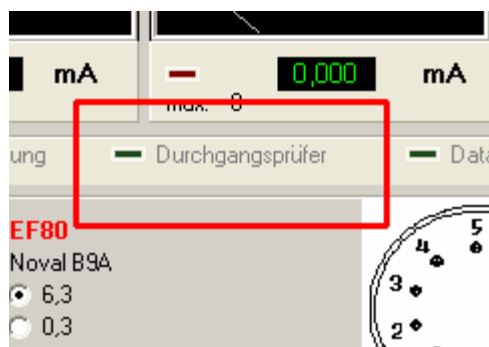 mA 0,000 mA
max. 0
ung Durchgangsprüfer Data
EF80
Noval B9A
6,3
0,3
5
4
3
2